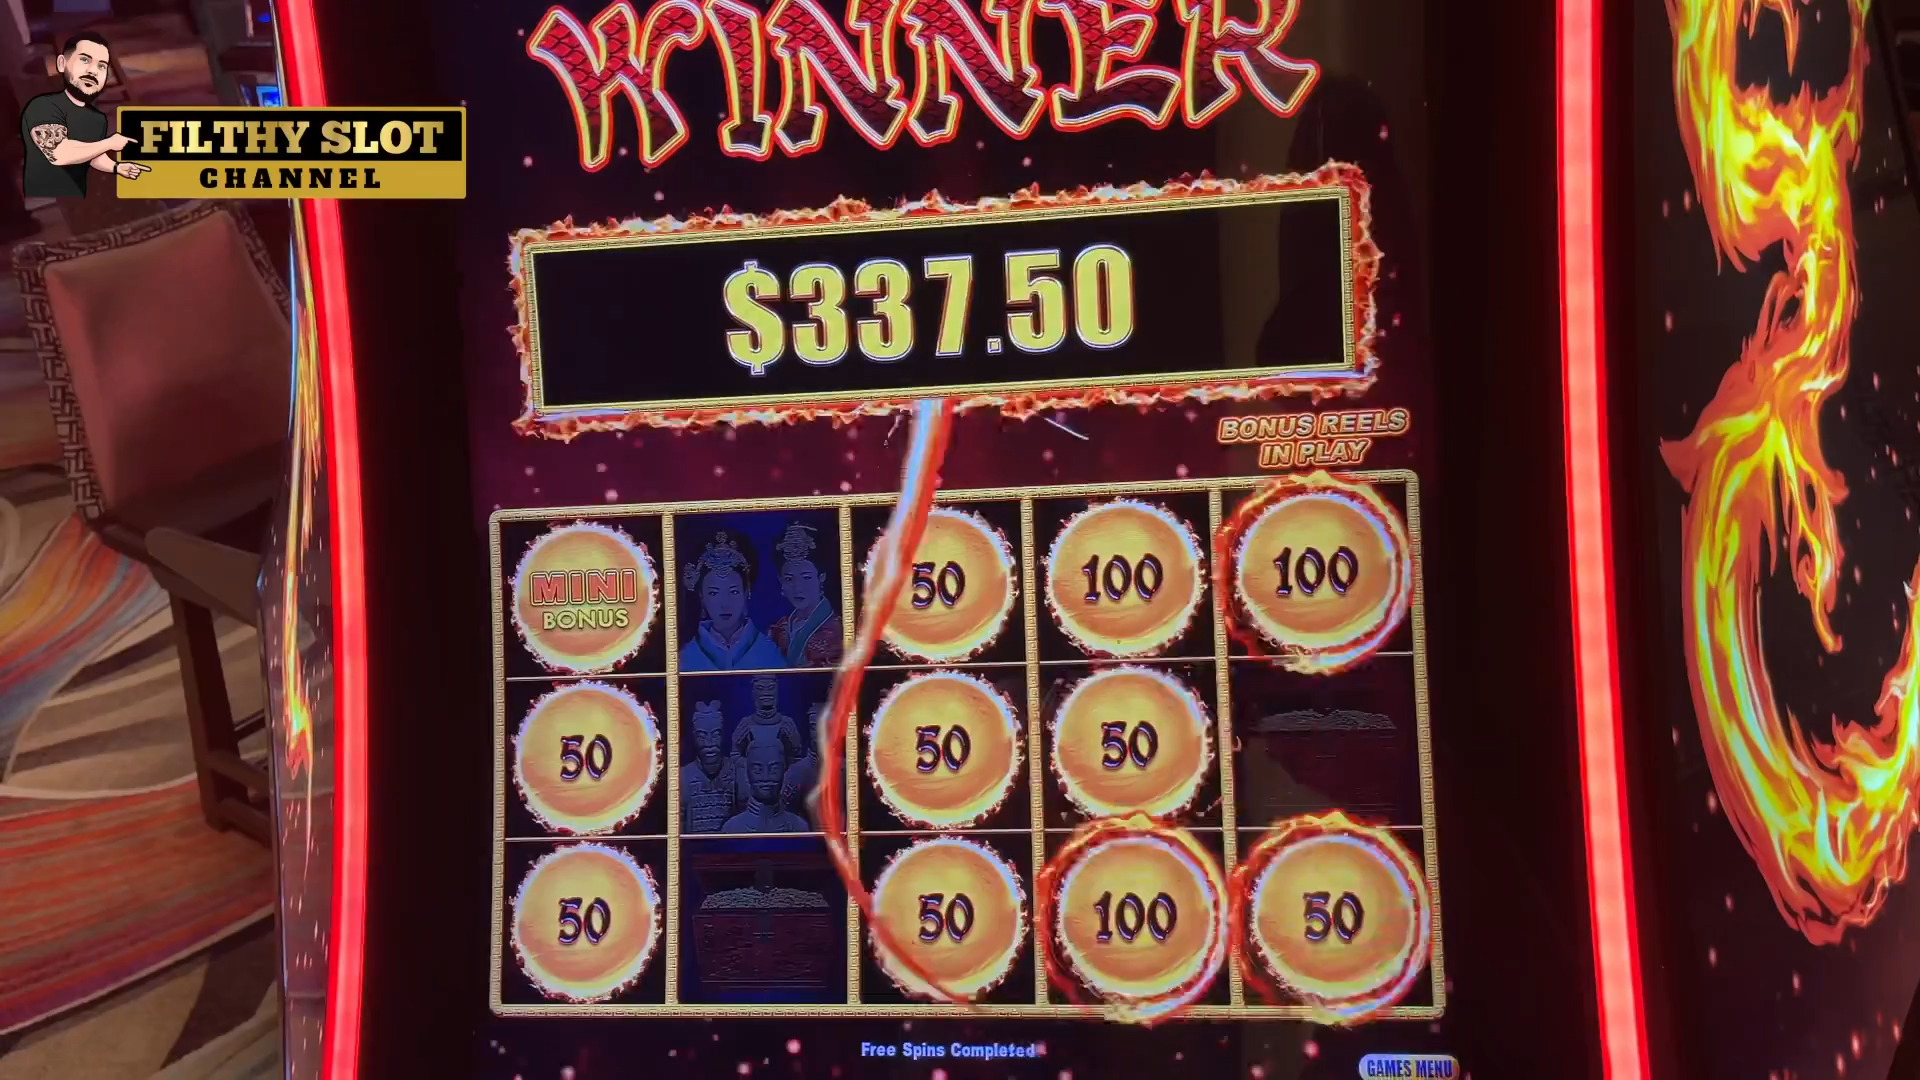 WINNER
FILTHY SLOT
CHANNEL
$337.50
BONUS REELS
IN PLAY
MINI
BONUS
50
100
100
50
50
50
50
50
100
50
Free Spins Completed
GAMES MENU